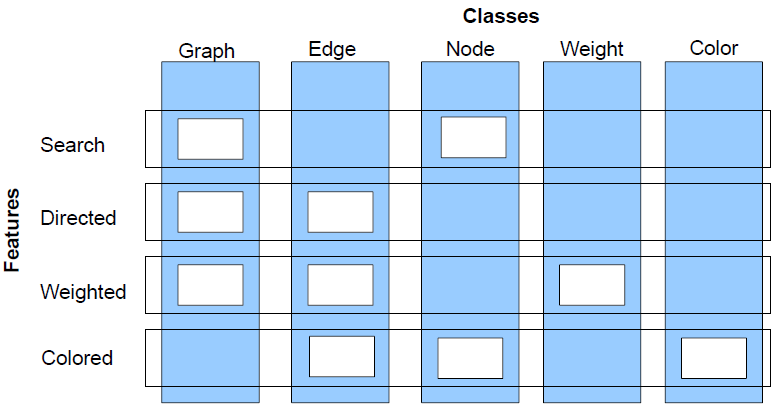 Classes
Graph Edge Node Weight Color
Search
Directed
Features
Weighted
Colored